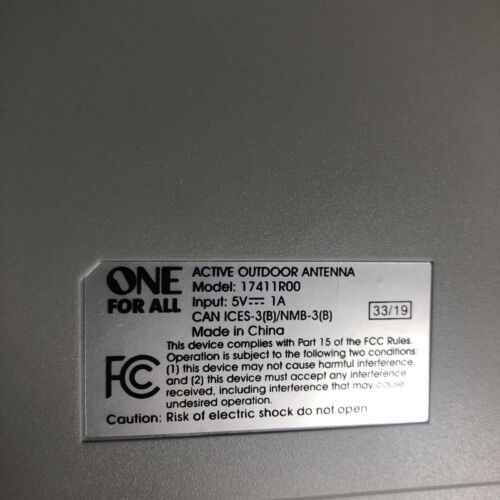 ONE
FOR ALL
ACTIVE OUTDOOR ANTENNA
Model: 17411R00
Input: 5V⎓ 1A
CAN ICES-3(B)/NMB-3(B)
Made in China
33/19
FC
This device complies with Part 15 of the FCC Rules.
Operation is subject to the following two conditions:
(1) this device may not cause harmful interference
and (2) this device must accept any interference
received, including interference that may cause
undesired operation.
Caution: Risk of electric shock do not open